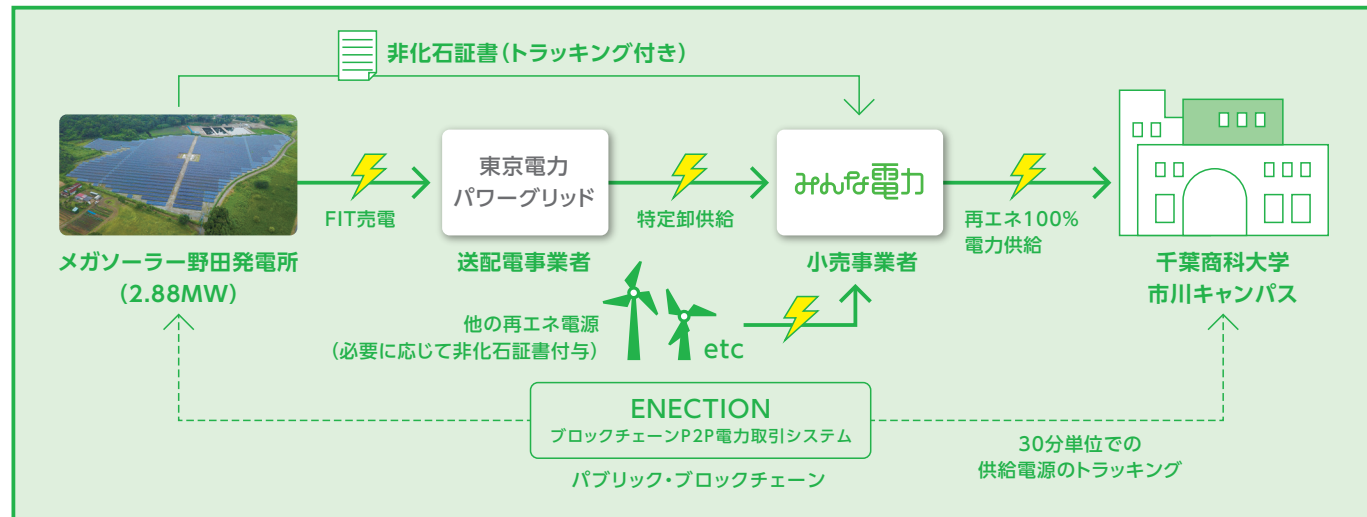 非化石証書(トラッキング付き)
東京電力
パワーグリッド
みんな電力
FIT売電
特定卸供給
再エネ100%
電力供給
メガソーラー野田発電所
(2.88MW)
送配電事業者
小売事業者
千葉商科大学
市川キャンパス
他の再エネ電源
(必要に応じて非化石証書付与)
etc
ENECTION
ブロックチェーンP2P電力取引システム
パブリック・ブロックチェーン
30分単位での
供給電源のトラッキング